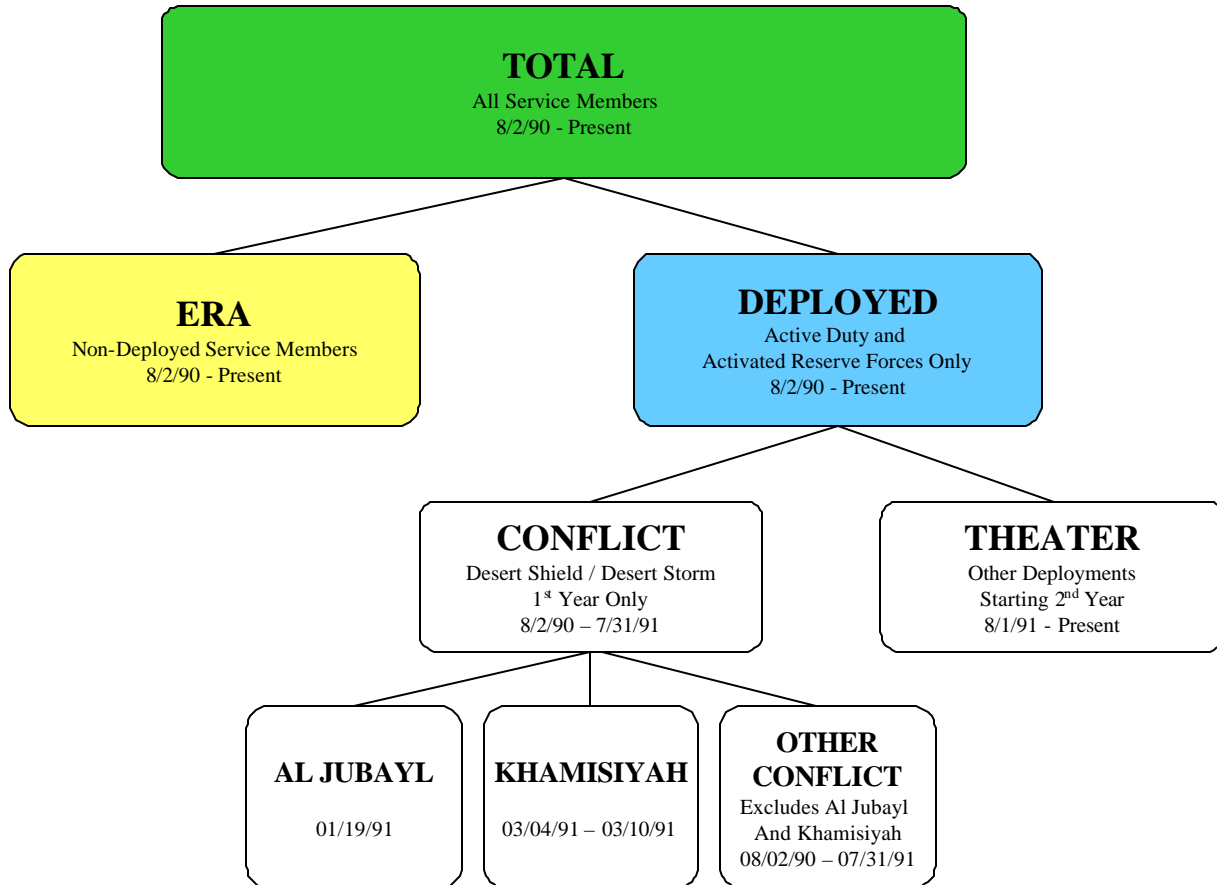 TOTAL
All Service Members
8/2/90 - Present
ERA
Non-Deployed Service Members
8/2/90 - Present
DEPLOYED
Active Duty and
Activated Reserve Forces Only
8/2/90 - Present
CONFLICT
Desert Shield / Desert Storm
1st Year Only
8/2/90 – 7/31/91
THEATER
Other Deployments
Starting 2nd Year
8/1/91 - Present
AL JUBAYL
01/19/91
KHAMISIYAH
03/04/91 – 03/10/91
OTHER
CONFLICT
Excludes Al Jubayl
And Khamisiyah
08/02/90 – 07/31/91